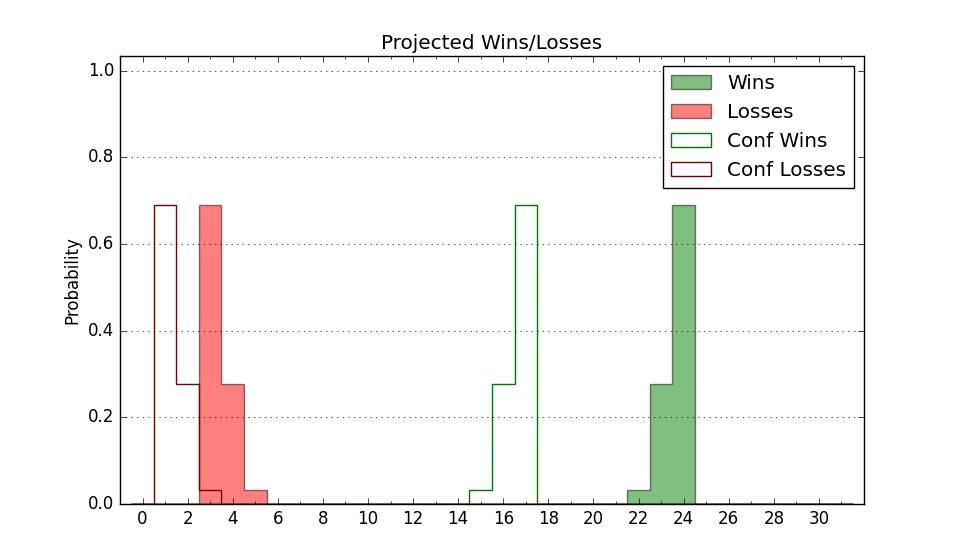 Projected Wins/Losses
Probability
1.0
0.8
0.6
0.4
0.2
0.0
Wins
Losses
Conf Wins
Conf Losses
0 2 4 6 8 10 12 14 16 18 20 22 24 26 28 30